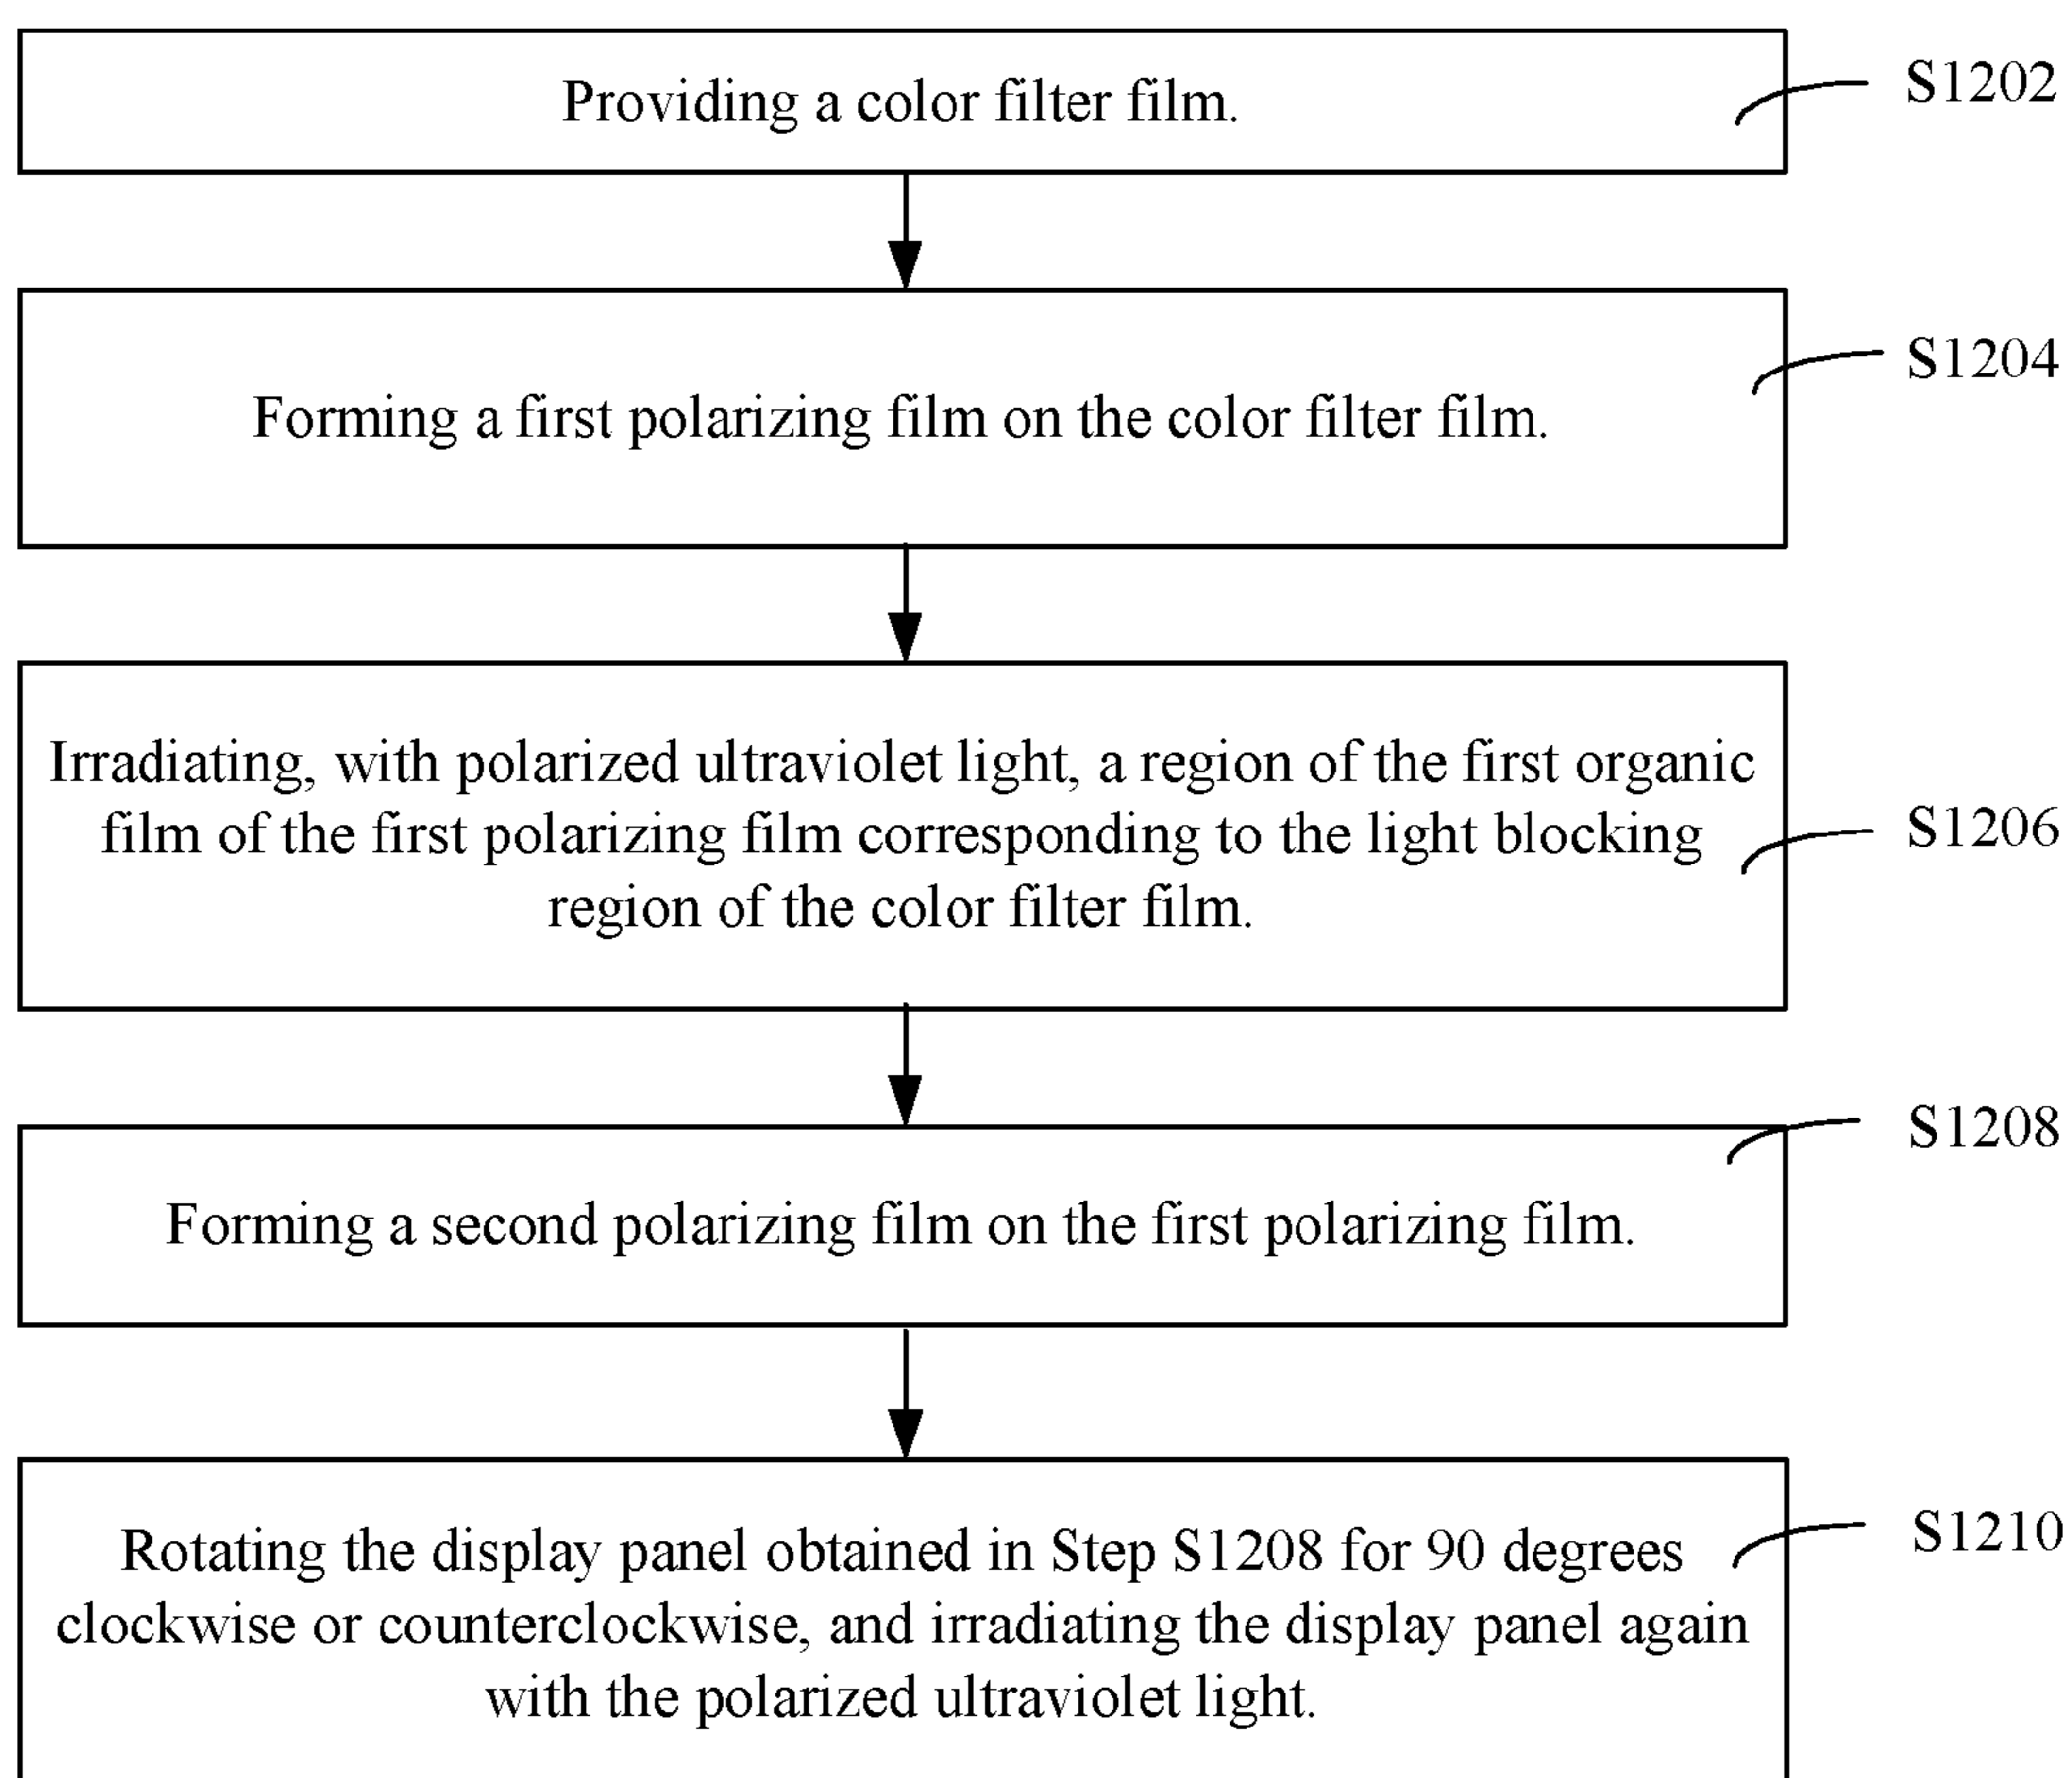 Providing a color filter film.
S1202
Forming a first polarizing film on the color filter film.
S1204
Irradiating, with polarized ultraviolet light, a region of the first organic
film of the first polarizing film corresponding to the light blocking
region of the color filter film.
S1206
Forming a second polarizing film on the first polarizing film.
S1208
Rotating the display panel obtained in Step S1208 for 90 degrees
clockwise or counterclockwise, and irradiating the display panel again
with the polarized ultraviolet light.
S1210